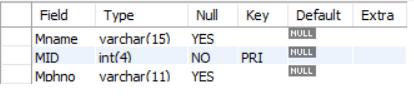 Field Type Null Key Default Extra
Mname varchar(15) YES NULL
MID int(4) NO PRI NULL
Mphno varchar(11) YES NULL